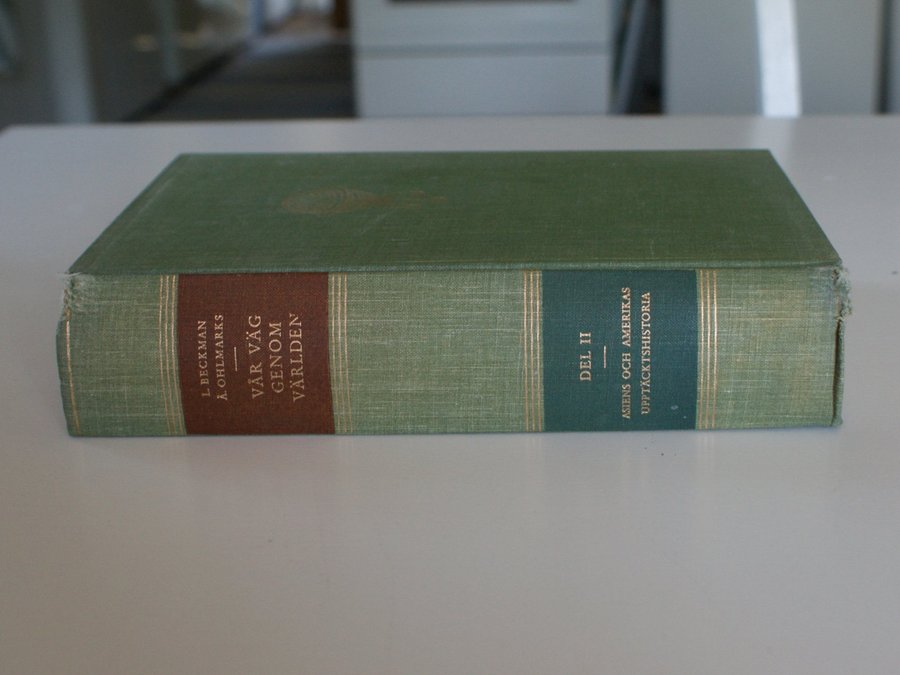 L. BECKMAN
Å. OHLMARKS
VÅR VÄG
GENOM
VÄRLDEN
DEL II
ASIENS OCH AMERIKAS
UPPTÄCKTSHISTORIA